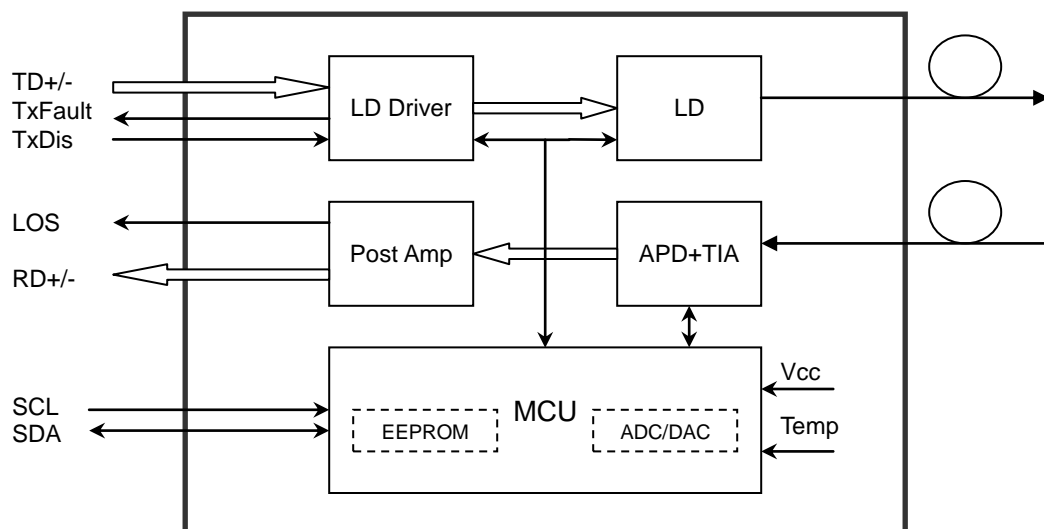 TD+/-
TxFault
TxDis
LD Driver
LD
LOS
RD+/-
Post Amp
APD+TIA
SCL
SDA
MCU
EEPROM
ADC/DAC
Vcc
Temp